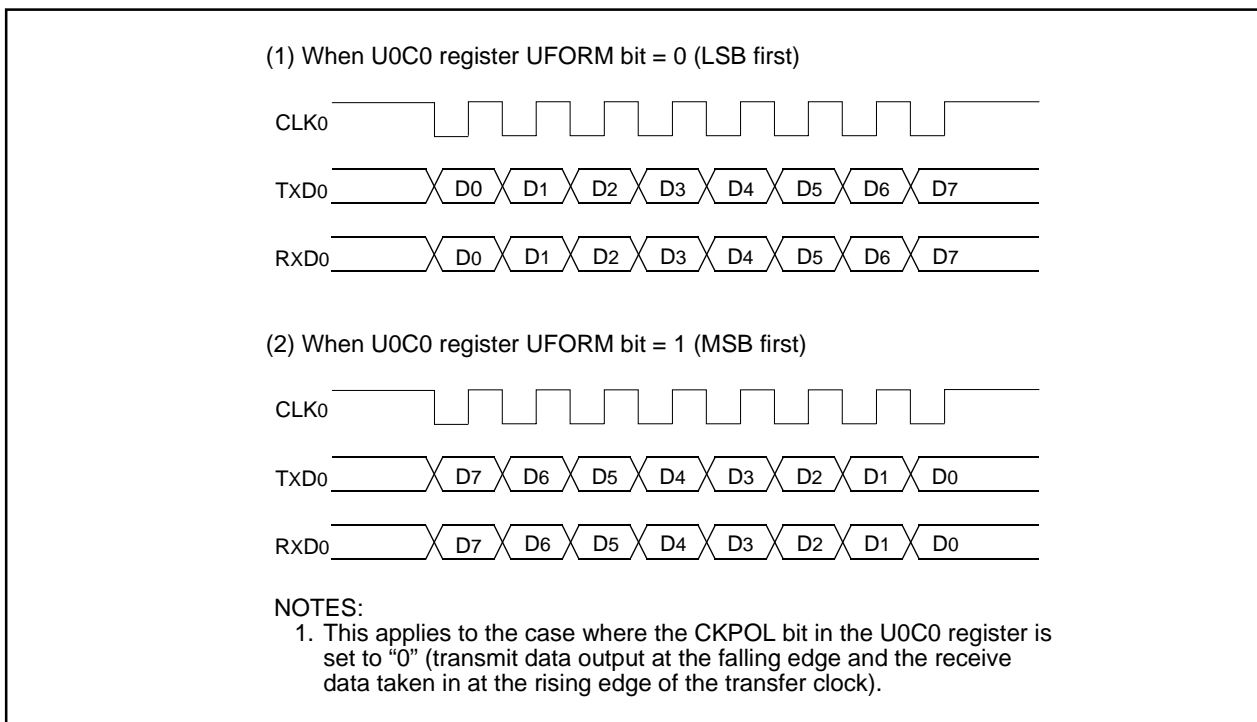 (1) When U0C0 register UFORM bit = 0 (LSB first)
CLK0
TXD0 D0 D1 D2 D3 D4 D5 D6 D7
RXD0 D0 D1 D2 D3 D4 D5 D6 D7
(2) When U0C0 register UFORM bit = 1 (MSB first)
CLK0
TXD0 D7 D6 D5 D4 D3 D2 D1 D0
RXD0 D7 D6 D5 D4 D3 D2 D1 D0
NOTES:
1. This applies to the case where the CKPOL bit in the U0C0 register is
set to “0” (transmit data output at the falling edge and the receive
data taken in at the rising edge of the transfer clock).